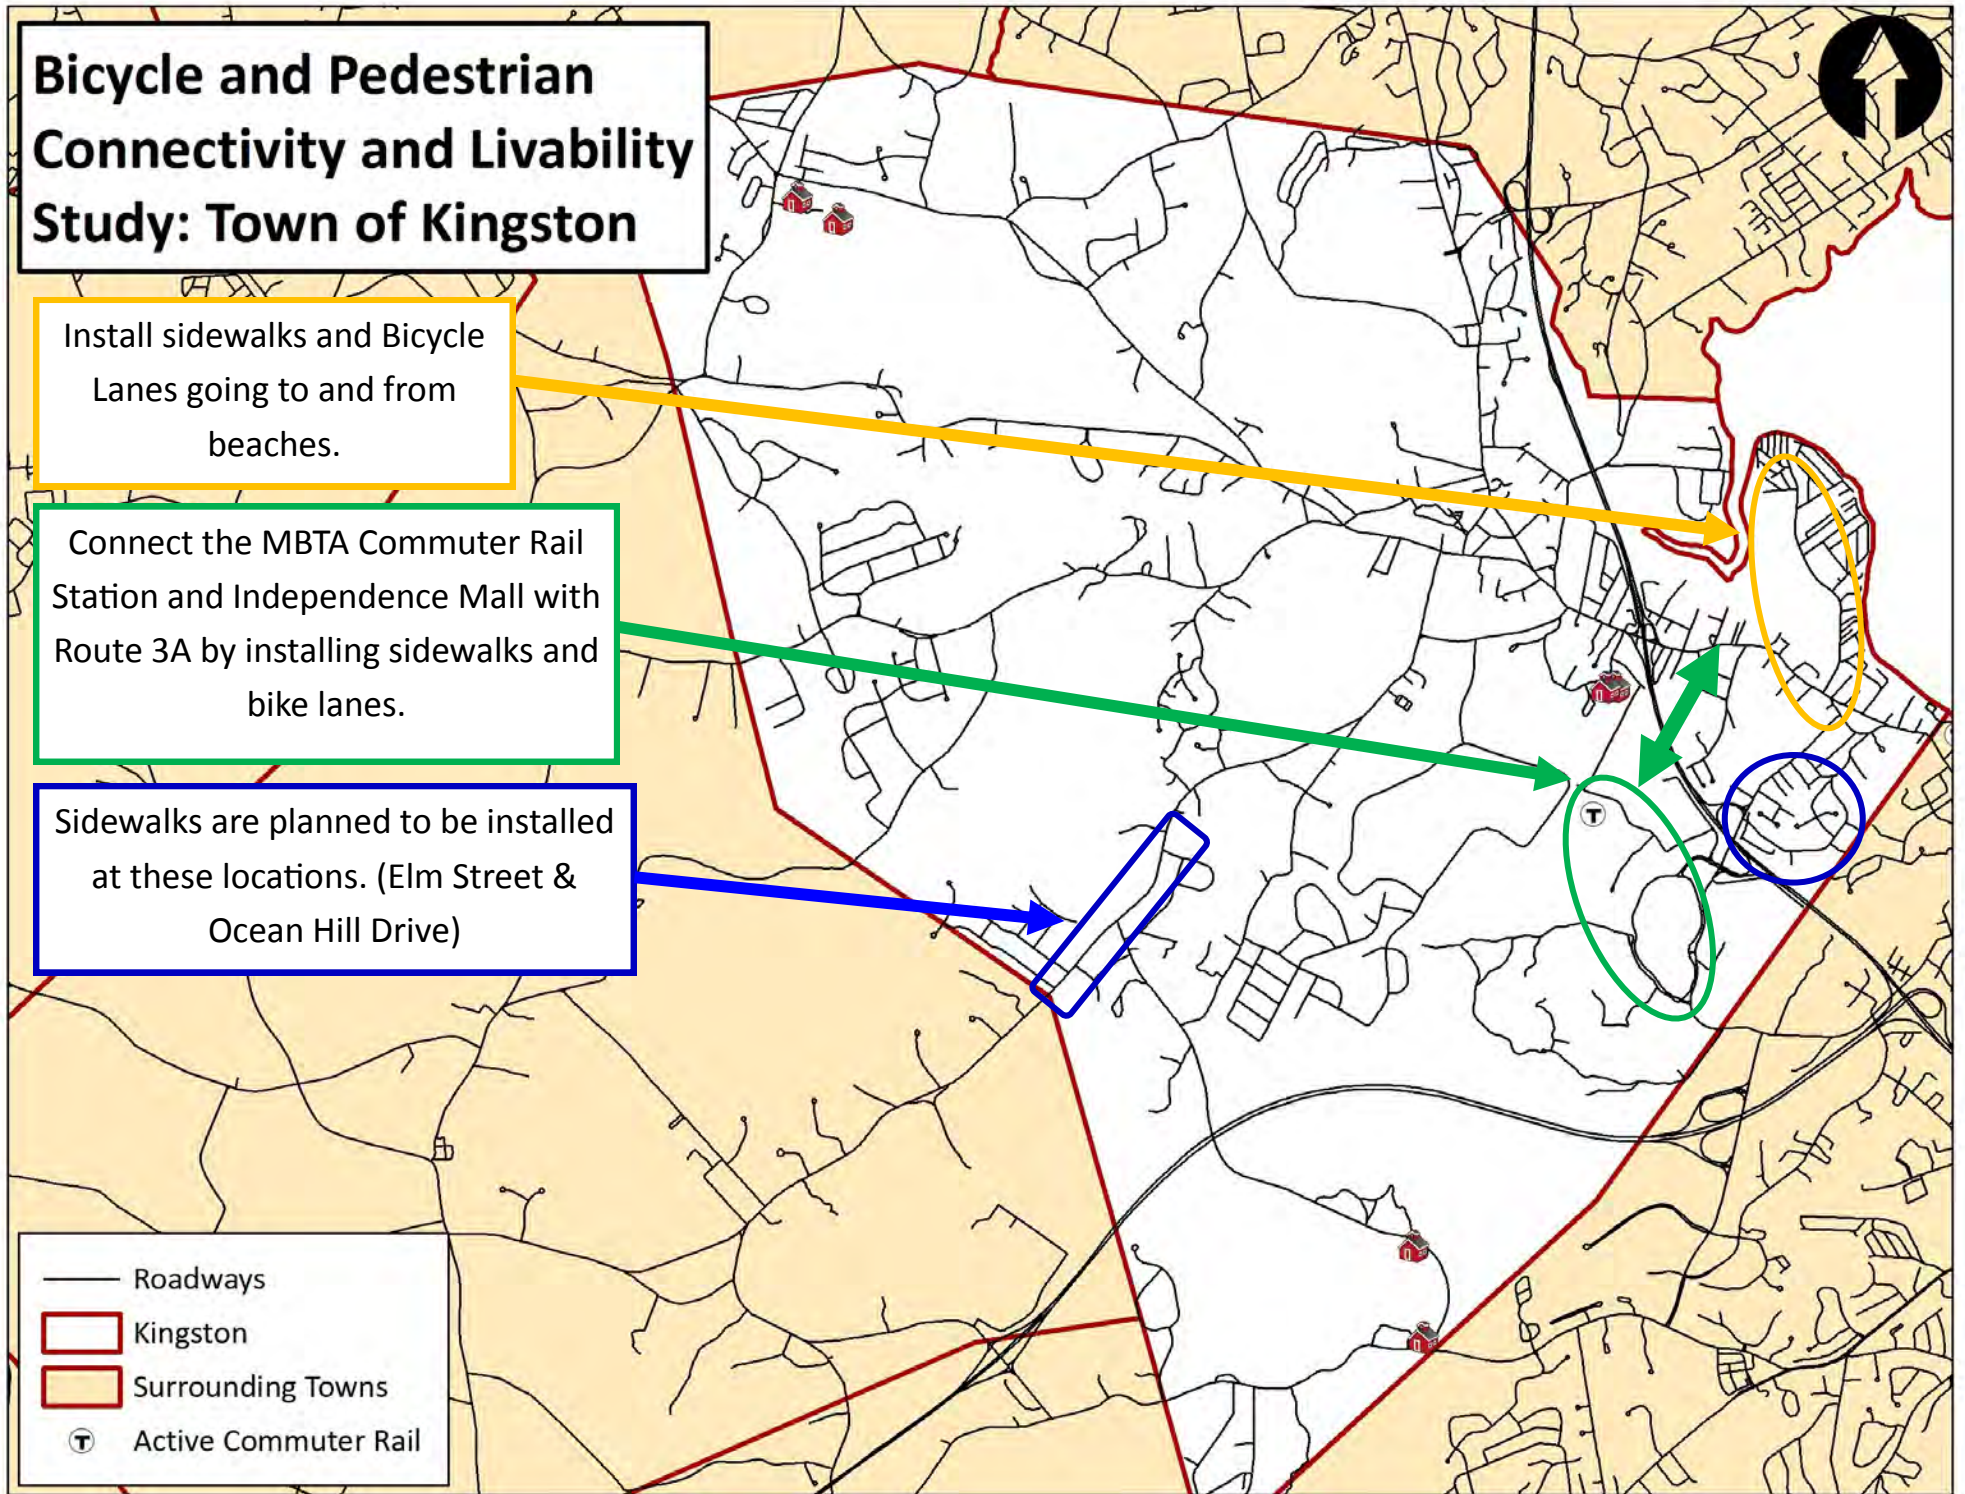 Bicycle and Pedestrian
Connectivity and Livability
Study: Town of Kingston
Install sidewalks and Bicycle
Lanes going to and from
beaches.
Connect the MBTA Commuter Rail
Station and Independence Mall with
Route 3A by installing sidewalks and
bike lanes.
Sidewalks are planned to be installed
at these locations. (Elm Street &
Ocean Hill Drive)
T
Roadways
Kingston
Surrounding Towns
T Active Commuter Rail